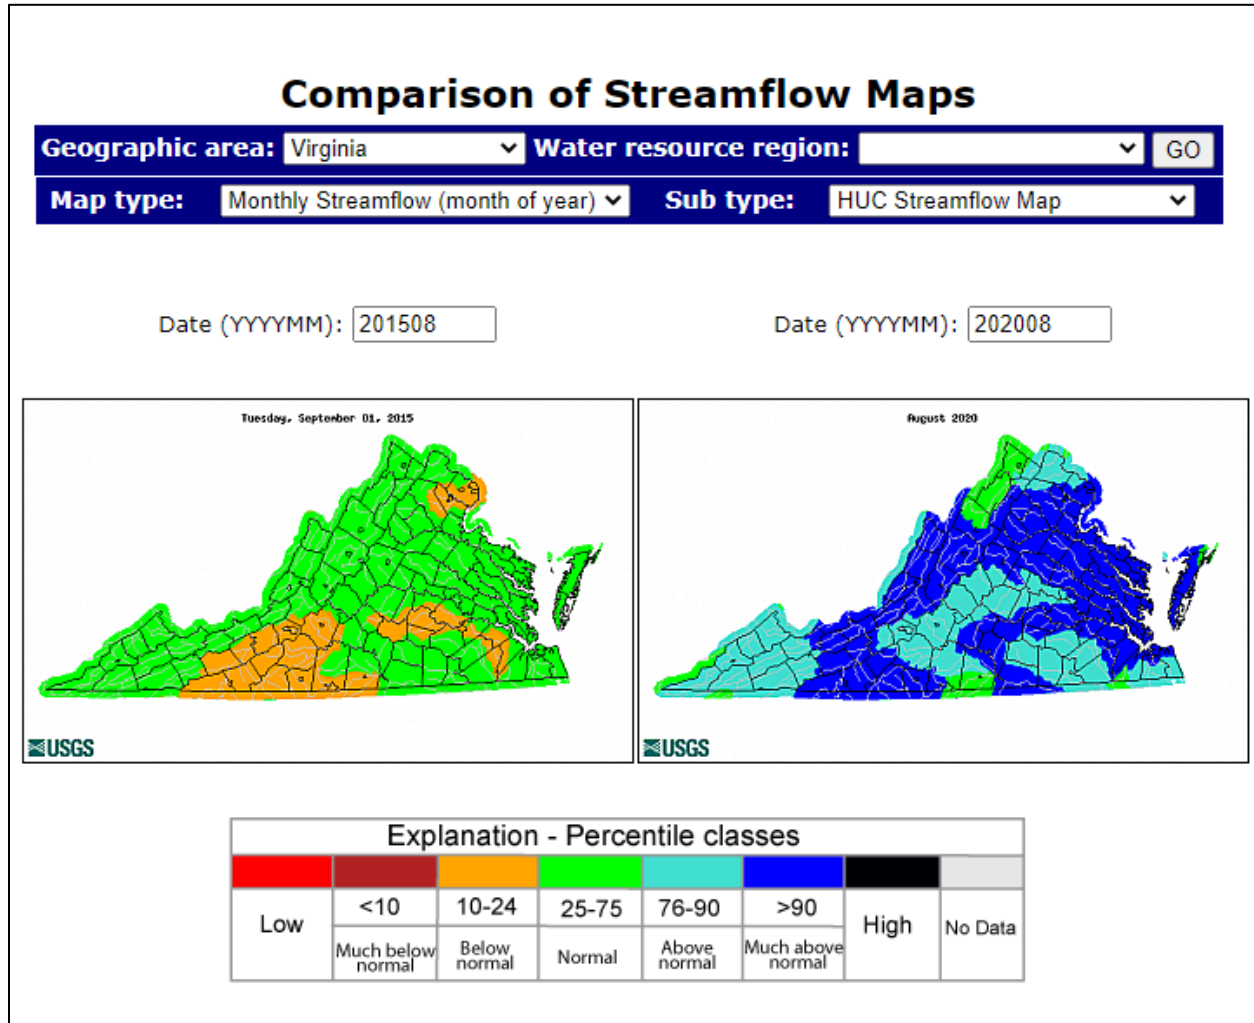 Comparison of Streamflow Maps
Geographic area: Virginia Water resource region: GO
Map type: Monthly Streamflow (month of year) Sub type: HUC Streamflow Map
Date (YYYYMM): 201508 Date (YYYYMM): 202008
Tuesday, September 01, 2015 August 2020
USGS USGS
Explanation - Percentile classes
Low <10 10-24 25-75 76-90 >90 High No Data
Much below normal Below normal Normal Above normal Much above normal